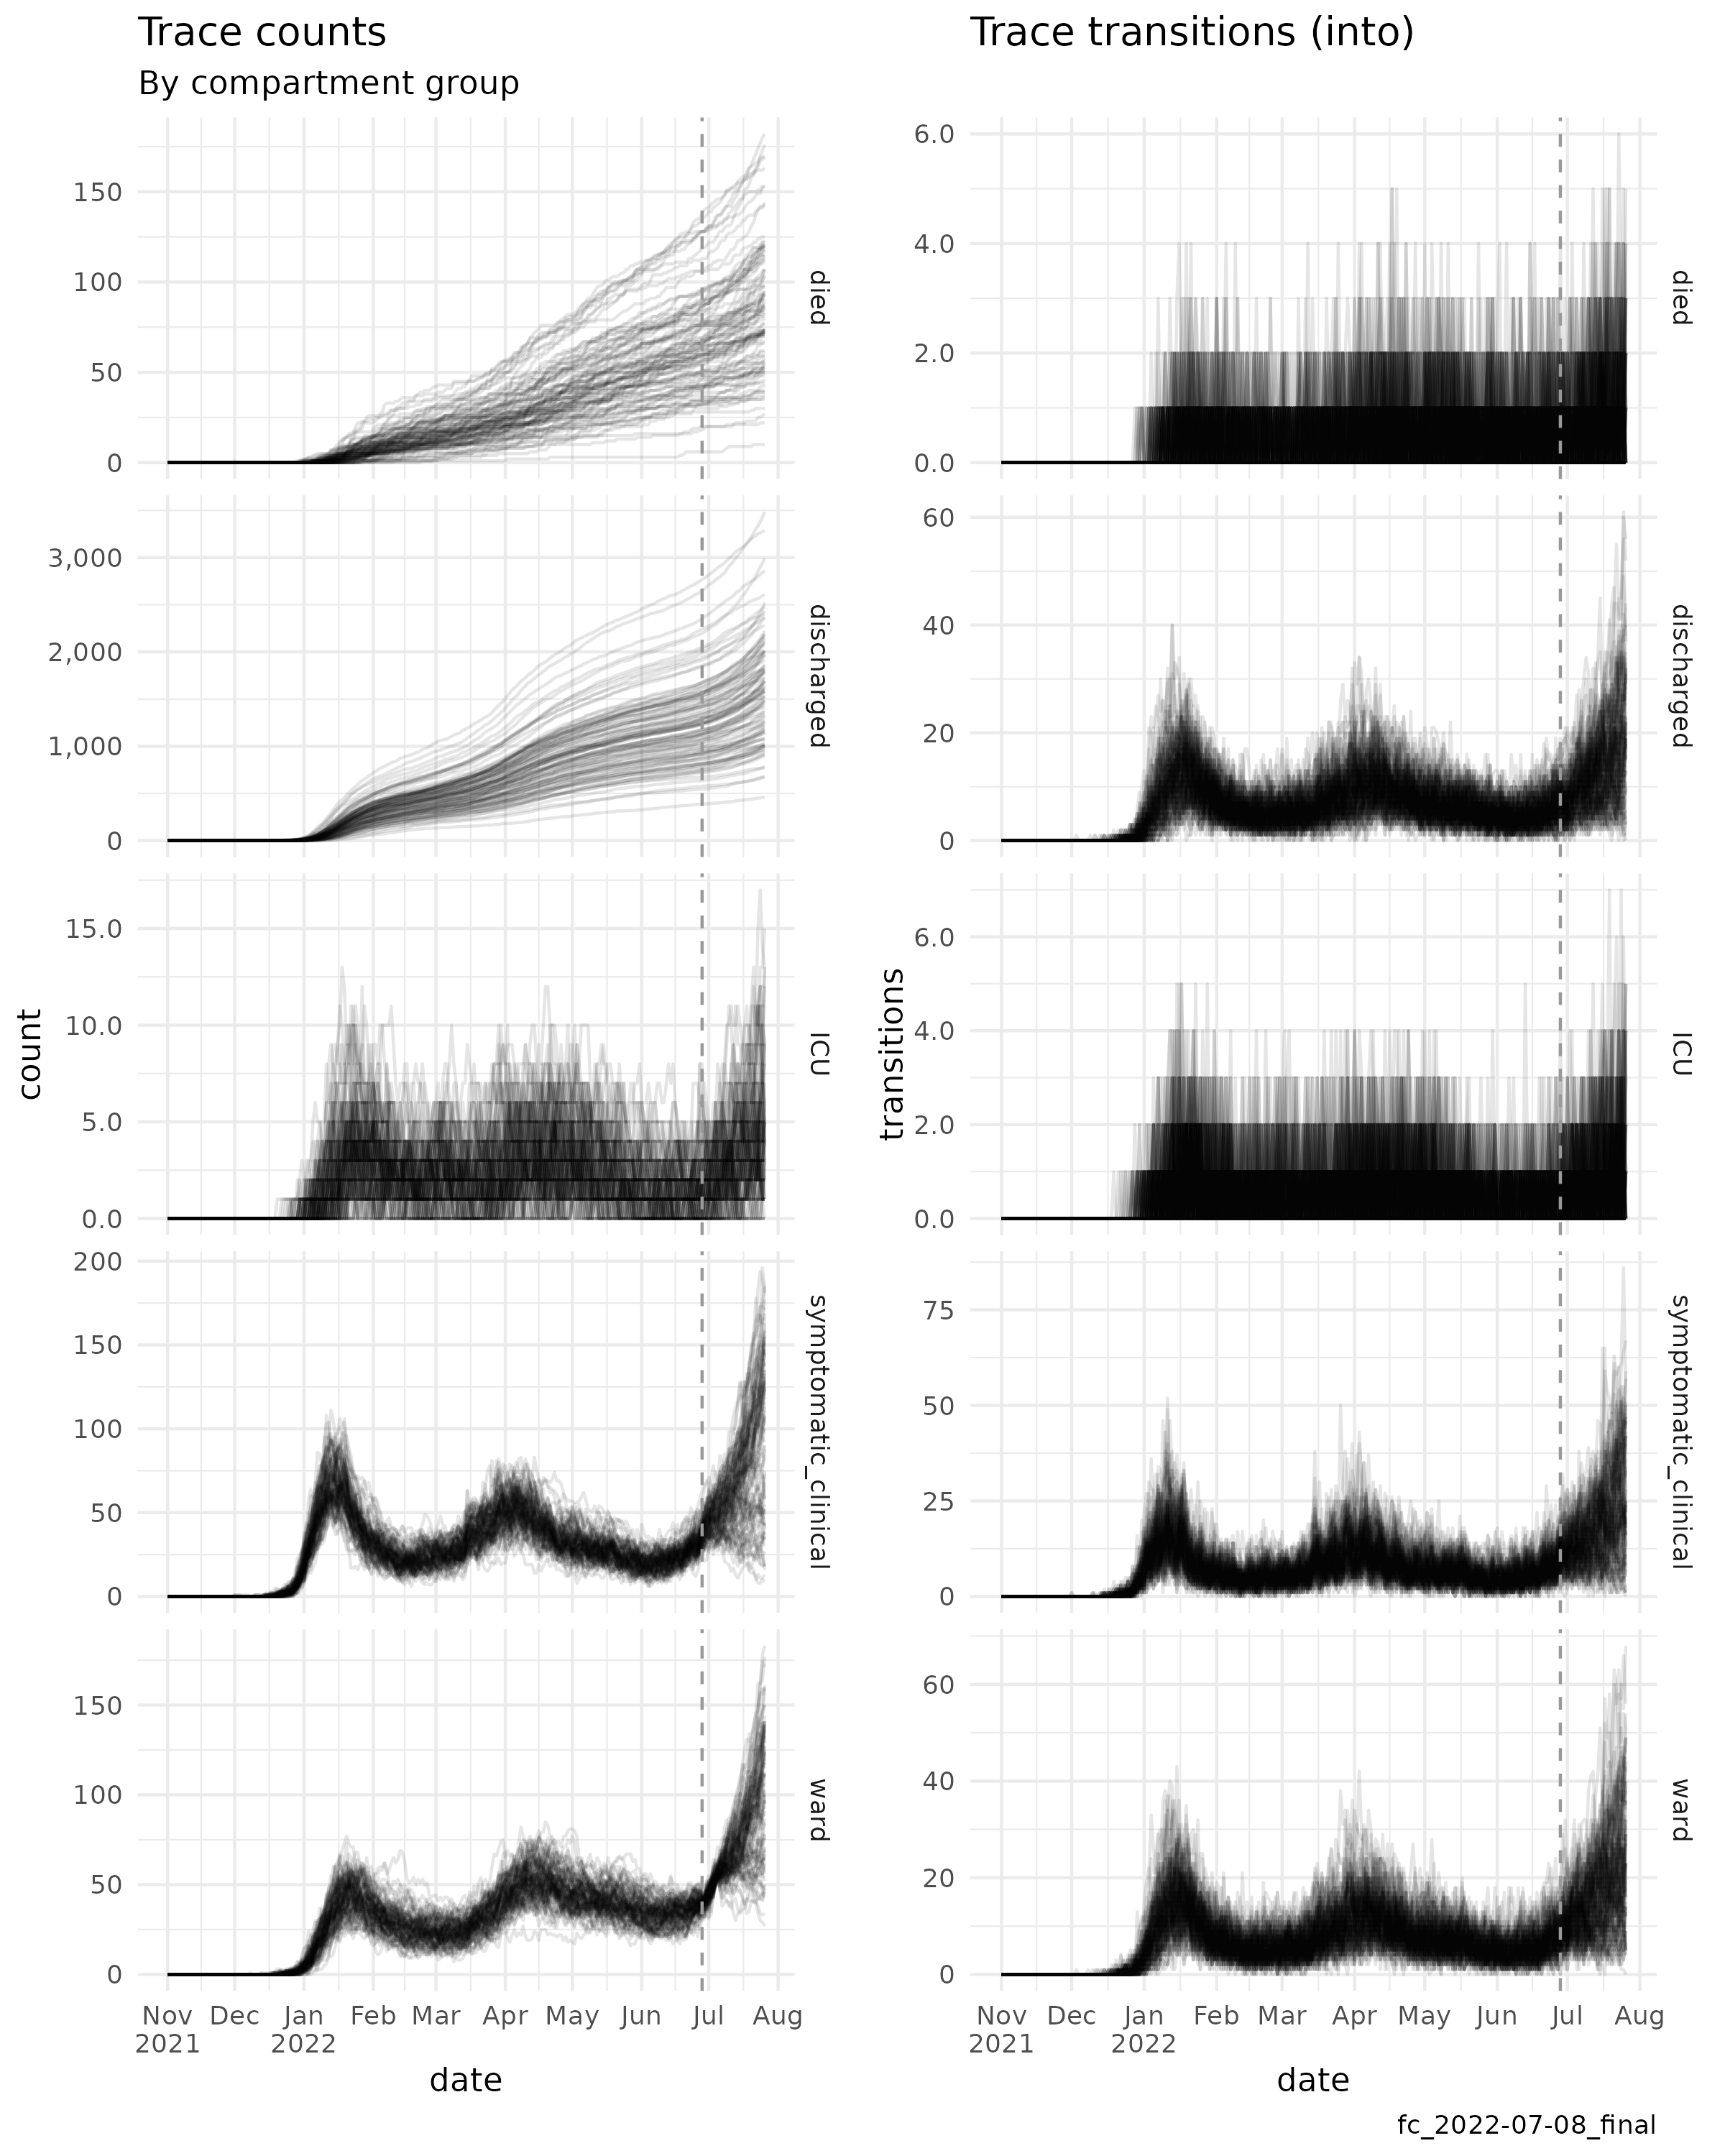 Trace counts
By compartment group
150
100
50
0
died
3,000
2,000
1,000
0
discharged
15.0
10.0
5.0
0.0
ICU
200
150
100
50
0
symptomatic_clinical
150
100
50
0
ward
count
Nov Dec Jan Feb Mar Apr May Jun Jul Aug
2021 2022
date
Trace transitions (into)
6.0
4.0
2.0
0.0
died
60
40
20
0
discharged
6.0
4.0
2.0
0.0
ICU
75
50
25
0
symptomatic_clinical
60
40
20
0
ward
transitions
Nov Dec Jan Feb Mar Apr May Jun Jul Aug
2021 2022
date
fc_2022-07-08_final